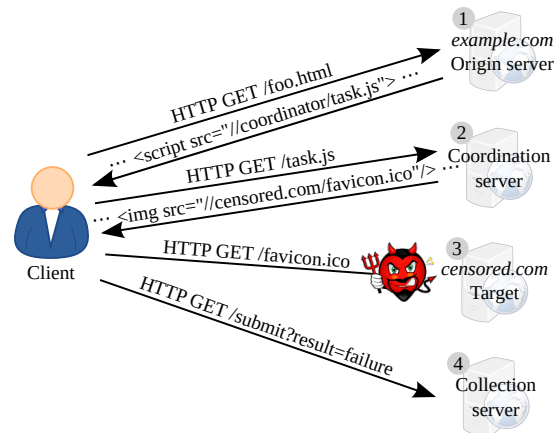 1
example.com
Origin server
HTTP GET /foo.html
... <script src="//coordinator/task.js"> ...
2
Coordination
server
HTTP GET /task.js
... <img src="//censored.com/favicon.ico"/> ...
Client
3
censored.com
Target
HTTP GET /favicon.ico
HTTP GET /submit?result=failure
4
Collection
server